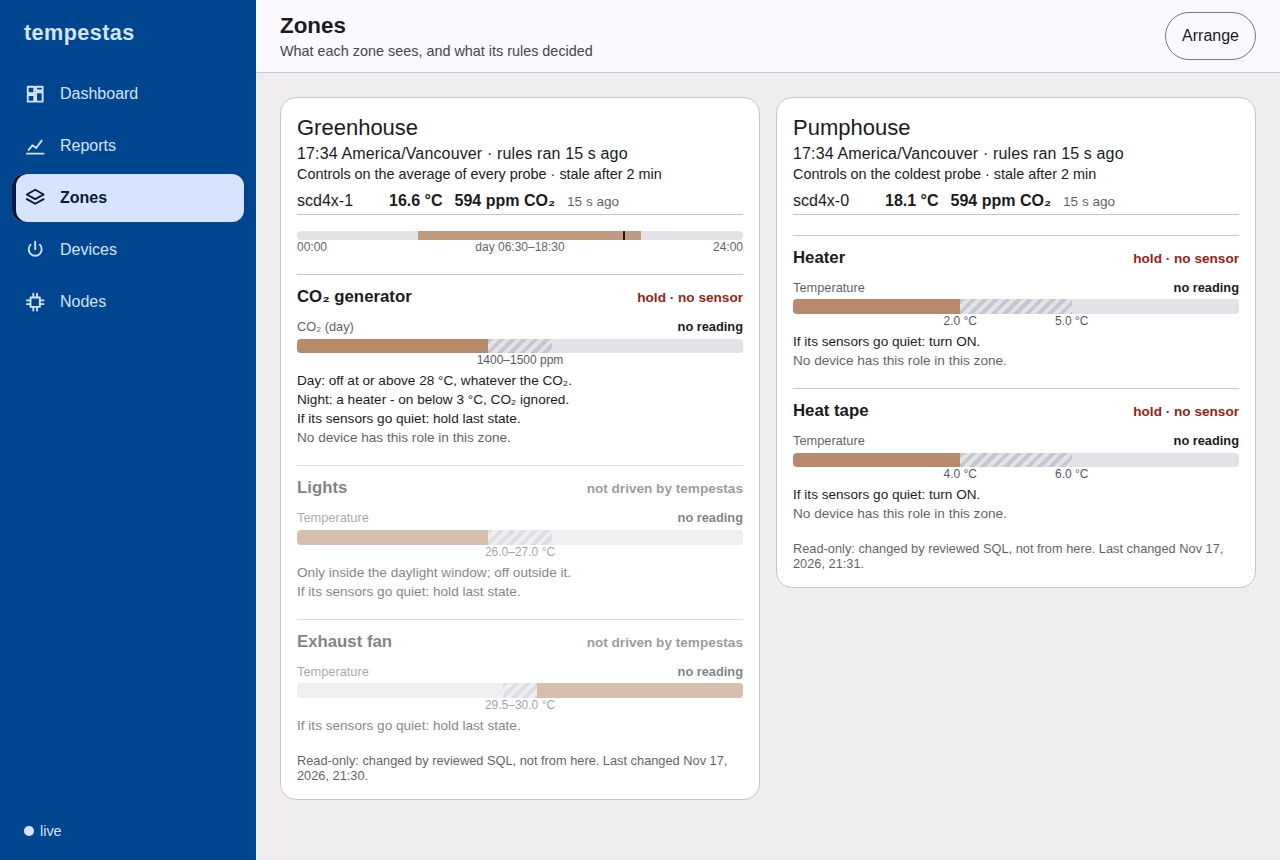 tempestas
Dashboard
Reports
Zones
Devices
Nodes
live
Zones
What each zone sees, and what its rules decided
Arrange
Greenhouse
17:34 America/Vancouver · rules ran 15 s ago
Controls on the average of every probe · stale after 2 min
scd4x-1 16.6 °C 594 ppm CO₂ 15 s ago
00:00 day 06:30–18:30 24:00
CO₂ generator hold · no sensor
CO₂ (day) no reading
1400–1500 ppm
Day: off at or above 28 °C, whatever the CO₂.
Night: a heater - on below 3 °C, CO₂ ignored.
If its sensors go quiet: hold last state.
No device has this role in this zone.
Lights not driven by tempestas
Temperature no reading
26.0–27.0 °C
Only inside the daylight window; off outside it.
If its sensors go quiet: hold last state.
Exhaust fan not driven by tempestas
Temperature no reading
29.5–30.0 °C
If its sensors go quiet: hold last state.
Read-only: changed by reviewed SQL, not from here. Last changed Nov 17,
2026, 21:30.
Pumphouse
17:34 America/Vancouver · rules ran 15 s ago
Controls on the coldest probe · stale after 2 min
scd4x-0 18.1 °C 594 ppm CO₂ 15 s ago
Heater hold · no sensor
Temperature no reading
2.0 °C 5.0 °C
If its sensors go quiet: turn ON.
No device has this role in this zone.
Heat tape hold · no sensor
Temperature no reading
4.0 °C 6.0 °C
If its sensors go quiet: turn ON.
No device has this role in this zone.
Read-only: changed by reviewed SQL, not from here. Last changed Nov 17,
2026, 21:31.